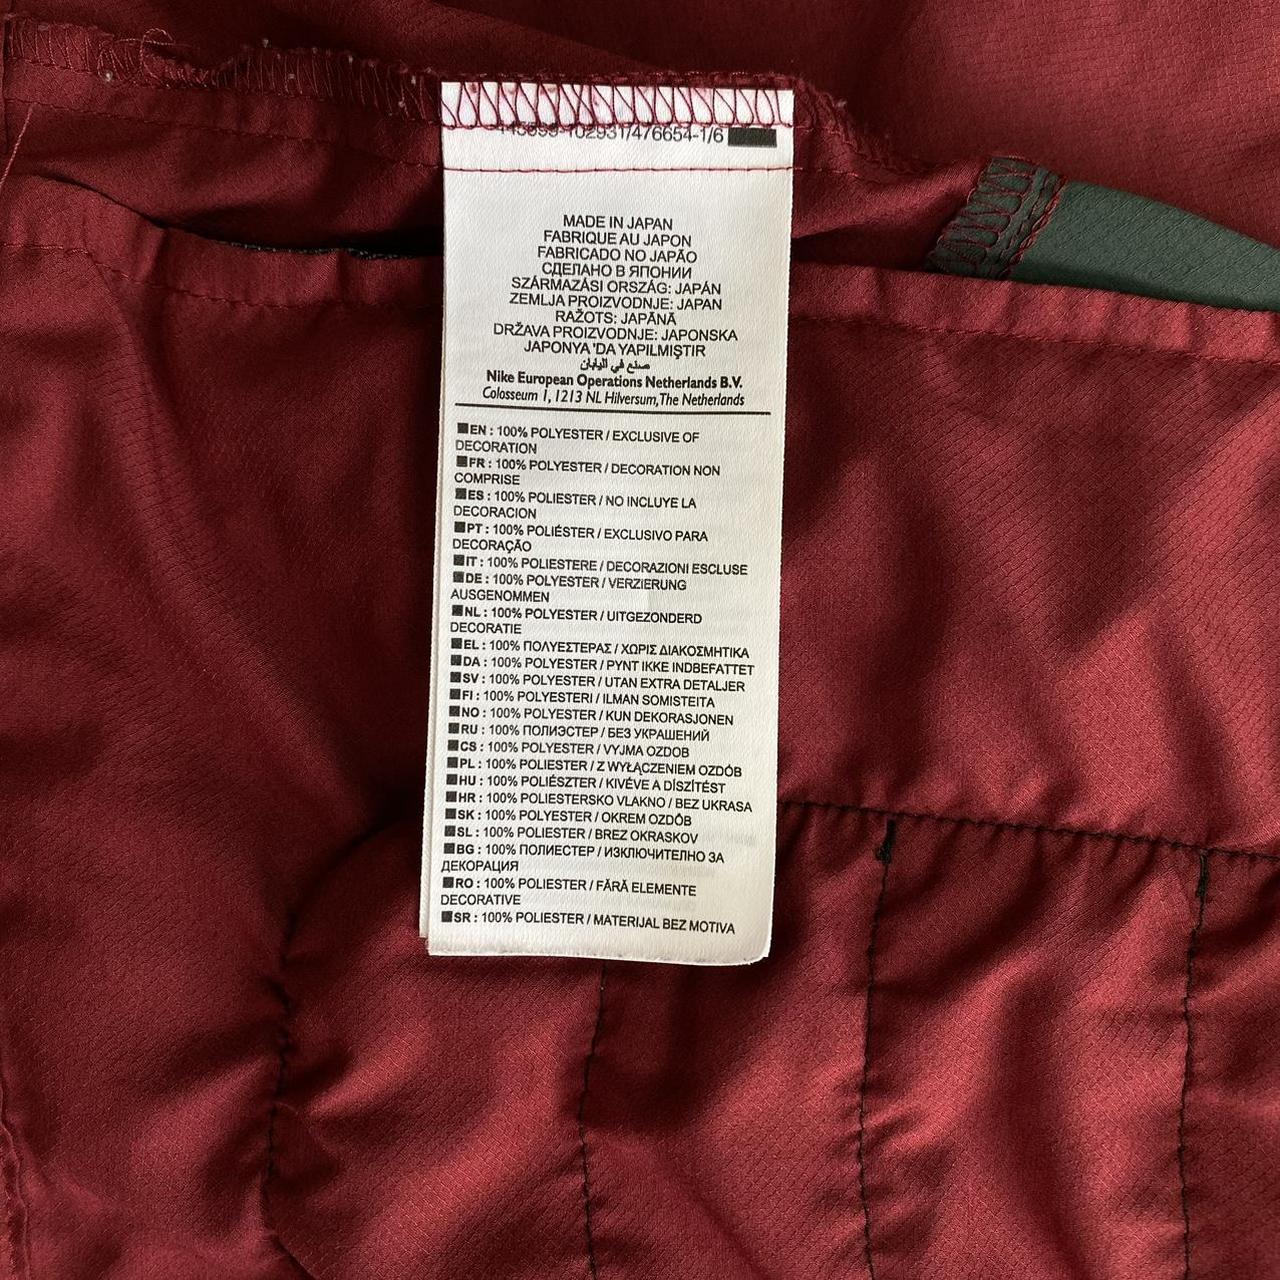 476654-1/6
MADE IN JAPAN
FABRIQUE AU JAPON
FABRICADO NO JAPÃO
СДЕЛАНО В ЯПОНИИ
SZÁRMAZÁSI ORSZÁG: JAPÁN
ZEMLJA PROIZVODNJE: JAPAN
RAŽOTS: JAPĀNĀ
DRŽAVA PROIZVODNJE: JAPONSKA
JAPONYA 'DA YAPILMIŞTIR
صنع في اليابان
Nike European Operations Netherlands B.V.
Colosseum 1, 1213 NL Hilversum,The Netherlands
EN : 100% POLYESTER / EXCLUSIVE OF
DECORATION
FR : 100% POLYESTER / DECORATION NON
COMPRISE
ES : 100% POLIESTER / NO INCLUYE LA
DECORACION
PT : 100% POLIÉSTER / EXCLUSIVO PARA
DECORAÇÃO
IT : 100% POLIESTERE / DECORAZIONI ESCLUSE
DE : 100% POLYESTER / VERZIERUNG
AUSGENOMMEN
NL : 100% POLYESTER / UITGEZONDERD
DECORATIE
EL : 100% ΠΟΛΥΕΣΤΕΡΑΣ / ΧΩΡΙΣ ΔΙΑΚΟΣΜΗΤΙΚΑ
DA : 100% POLYESTER / PYNT IKKE INDBEFATTET
SV : 100% POLYESTER / UTAN EXTRA DETALJER
FI : 100% POLYESTERI / ILMAN SOMISTEITA
NO : 100% POLYESTER / KUN DEKORASJONEN
RU : 100% ПОЛИЭСТЕР / БЕЗ УКРАШЕНИЙ
CS : 100% POLYESTER / VYJMA OZDOB
PL : 100% POLIESTER / Z WYŁĄCZENIEM OZDÓB
HU : 100% POLIÉSZTER / KIVÉVE A DÍSZÍTÉST
HR : 100% POLIESTERSKO VLAKNO / BEZ UKRASA
SK : 100% POLYESTER / OKREM OZDÔB
SL : 100% POLIESTER / BREZ OKRASKOV
BG : 100% ПОЛИЕСТЕР / ИЗКЛЮЧИТЕЛНО ЗА
ДЕКОРАЦИЯ
RO : 100% POLIESTER / FĂRĂ ELEMENTE
DECORATIVE
SR : 100% POLIESTER / MATERIJAL BEZ MOTIVA